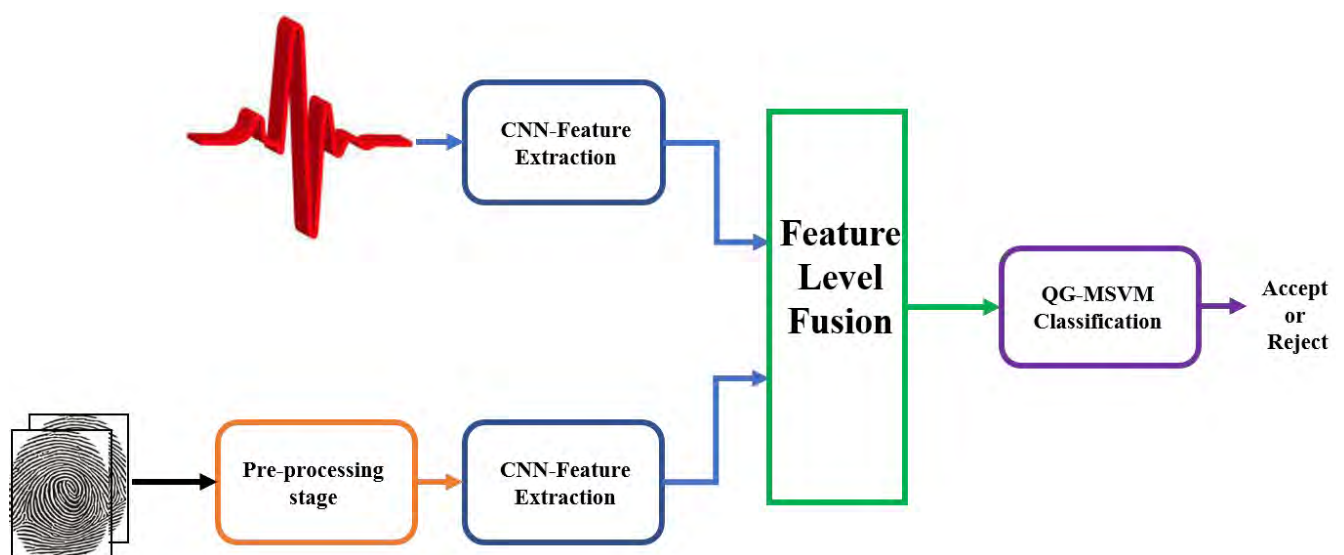 CNN-Feature
Extraction
Feature
Level
Fusion
QG-MSVM
Classification
Accept
or
Reject
Pre-processing
stage
CNN-Feature
Extraction